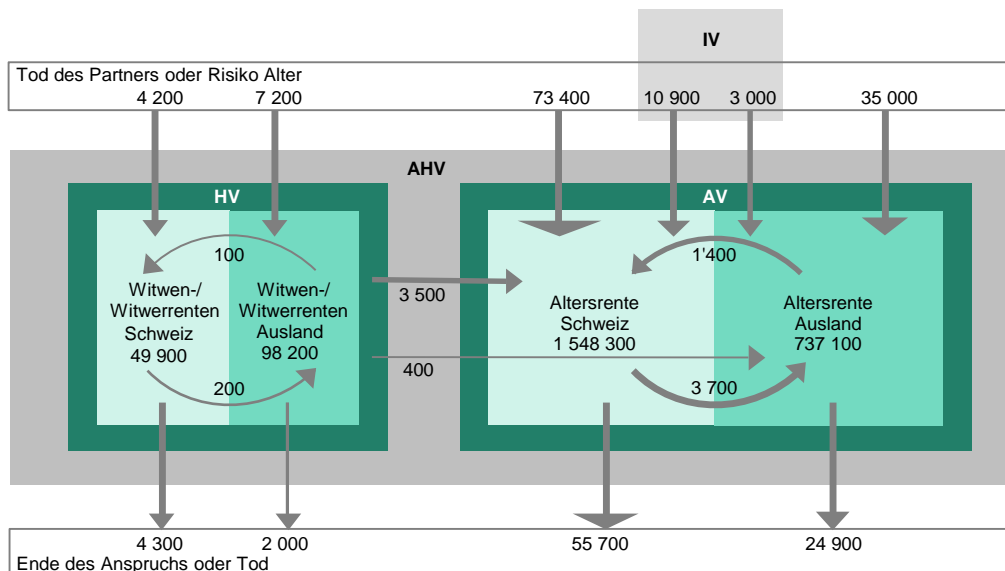 IV
Tod des Partners oder Risiko Alter
4 200 7 200 73 400 10 900 3 000 35 000
AHV
HV AV
100 1'400
Witwen-/
Witwerrenten
Schweiz
49 900
Witwen-/
Witwerrenten
Ausland
98 200
3 500
Altersrente
Schweiz
1 548 300
Altersrente
Ausland
737 100
400
200 3 700
4 300 2 000 55 700 24 900
Ende des Anspruchs oder Tod